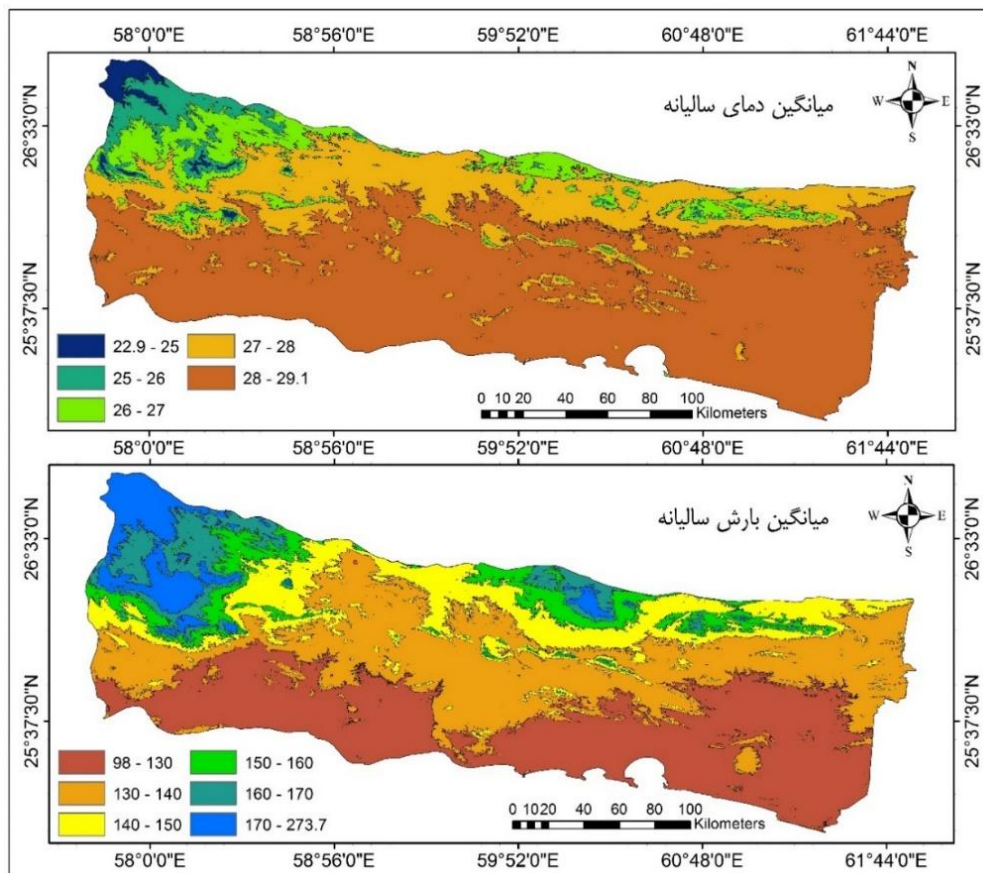 58°0'0"E 58°56'0"E 59°52'0"E 60°48'0"E 61°44'0"E
میانگین دمای سالیانه
N
W E
S
26°33'0"N 26°33'0"N
25°37'30"N 25°37'30"N
22.9 - 25 27 - 28
25 - 26 28 - 29.1
26 - 27
0 10 20 40 60 80 100
Kilometers
58°0'0"E 58°56'0"E 59°52'0"E 60°48'0"E 61°44'0"E
میانگین بارش سالیانه
N
W E
S
26°33'0"N 26°33'0"N
25°37'30"N 25°37'30"N
98 - 130 150 - 160
130 - 140 160 - 170
140 - 150 170 - 273.7
0 10 20 40 60 80 100
Kilometers
58°0'0"E 58°9'56"E 59°52'0"E 60°48'0"E 61°44'0"E